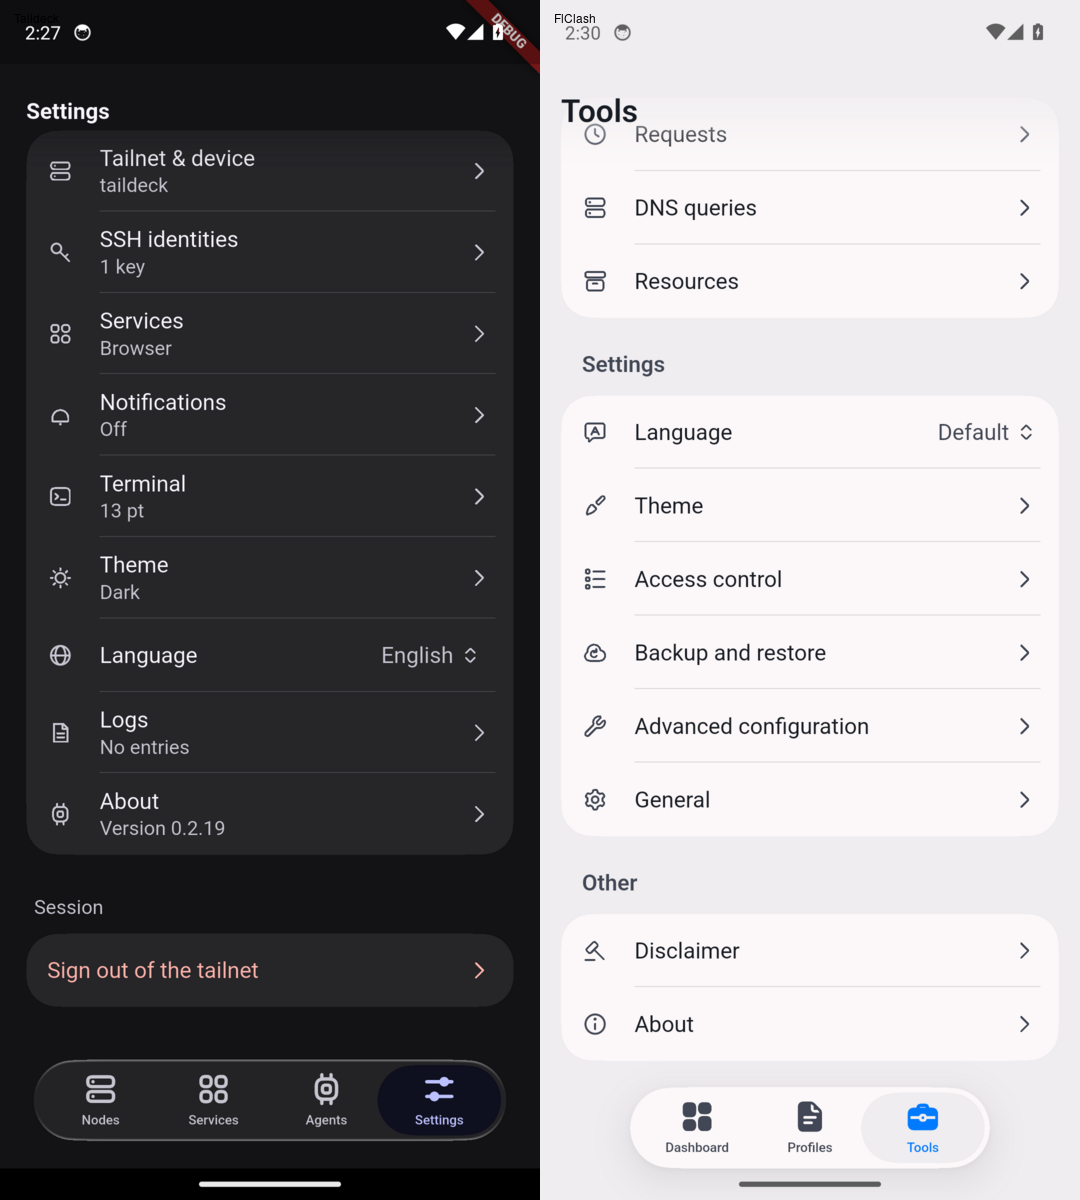 Taildeck
2:27
DEBUG
Settings
Tailnet & device
taildeck
SSH identities
1 key
Services
Browser
Notifications
Off
Terminal
13 pt
Theme
Dark
Language
English
Logs
No entries
About
Version 0.2.19
Session
Sign out of the tailnet
Nodes
Services
Agents
Settings
FlClash
2:30
Tools
Requests
DNS queries
Resources
Settings
Language
Default
Theme
Access control
Backup and restore
Advanced configuration
General
Other
Disclaimer
About
Dashboard
Profiles
Tools